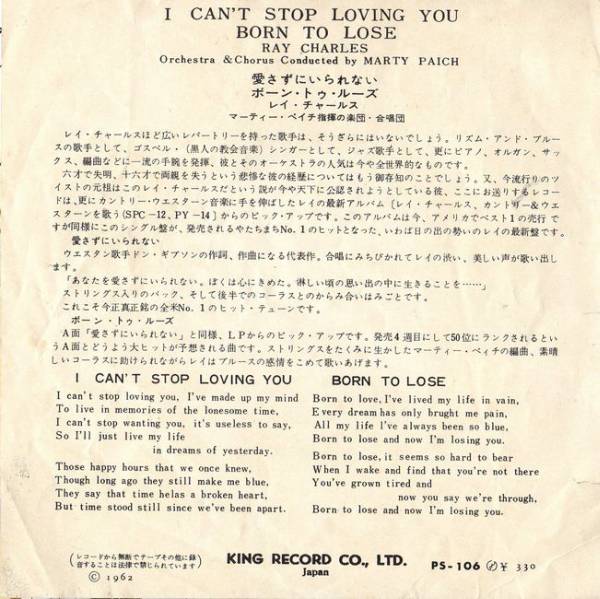 I CAN'T STOP LOVING YOU
BORN TO LOSE
RAY CHARLES
Orchestra & Chorus Conducted by MARTY PAICH
愛さずにいられない
ボーン・トゥ・ルーズ
レイ・チャールス
マーティー・ペイチ指揮の楽団・合唱団
レイ・チャールスほど広いレパートリーを持った歌手は、そうざらにはいないでしょう。リズム・アンド・ブルー
スの歌手として、ゴスペル・(黒人の教会音楽)シンガーとして、ジャズ歌手として、更にピアノ、オルガン、サッ
クス、編曲などに一流の手腕を発揮、彼とそのオーケストラの人気は今や全世界的なものです。
六才で失明、十六才で両親を失うという悲惨な彼の経歴についてはもう御存知のことでしょう。又、今流行りのツ
イストの元祖はこのレイ・チャールスだという説が今や天下に公認されようとしている彼、ここにお送りするレコー
ドは、更にカントリー・ウエスターン音楽に手を伸ばしたレイの最新アルバム〔レイ・チャールス、カントリー&ウエ
スターンを歌う(SPC−12、PY−14)からのピック・アップです。このアルバムは今、アメリカでベスト1の売行
ですが同様にこのシングル盤が、発売されるやたちまちNo.1のヒットとなった、いわば日の出の勢いのレイの最新盤です。
愛さずにいられない
ウエスタン歌手ドン・ギブソンの作詞、作曲になる代表作。合唱にみちびかれてレイの渋い、美しい声が歌い出し
ます。
「あなたを愛さずにいられない。ぼくは心にきめた。淋しい頃の思い出の中に生きることを……」
ストリングス入りのバック、そして後半でのコーラスとのからみ合いはみごとです。
これこそ今正真正銘の全米No.1のヒット・チューンです。
ボーン・トゥ・ルーズ
A面「愛さずにいられない」と同様、LPからのピック・アップです。発売4週目にして50位にランクされるとい
うA面とどうよう大ヒットが予想される曲です。ストリングスをたくみに生かしたマーティー・ペィチの編曲、素晴
しいコーラスに助けられながらレイはブルースの感情をこめて歌いあげます。
I CAN'T STOP LOVING YOU
I can't stop loving you, I've made up my mind
To live in memories of the lonesome time,
I can't stop wanting you, it's useless to say,
So I'll just live my life
in dreams of yesterday.
Those happy hours that we once knew,
Though long ago they still make me blue,
They say that time helas a broken heart,
But time stood still since we've been apart.
BORN TO LOSE
Born to love, I've lived my life in vain,
Every dream has only brught me pain,
All my life I've always been so blue,
Born to lose and now I'm losing you.
Born to lose, it seems so hard to bear
When I wake and find that you're not there
You've grown tired and
now you say we're through,
Born to lose and now I'm losing you.
(レコードから無断でテープその他に録
音することは法律で禁じられています)
© 1962
KING RECORD CO., LTD.
Japan
PS-106 ¥ 330